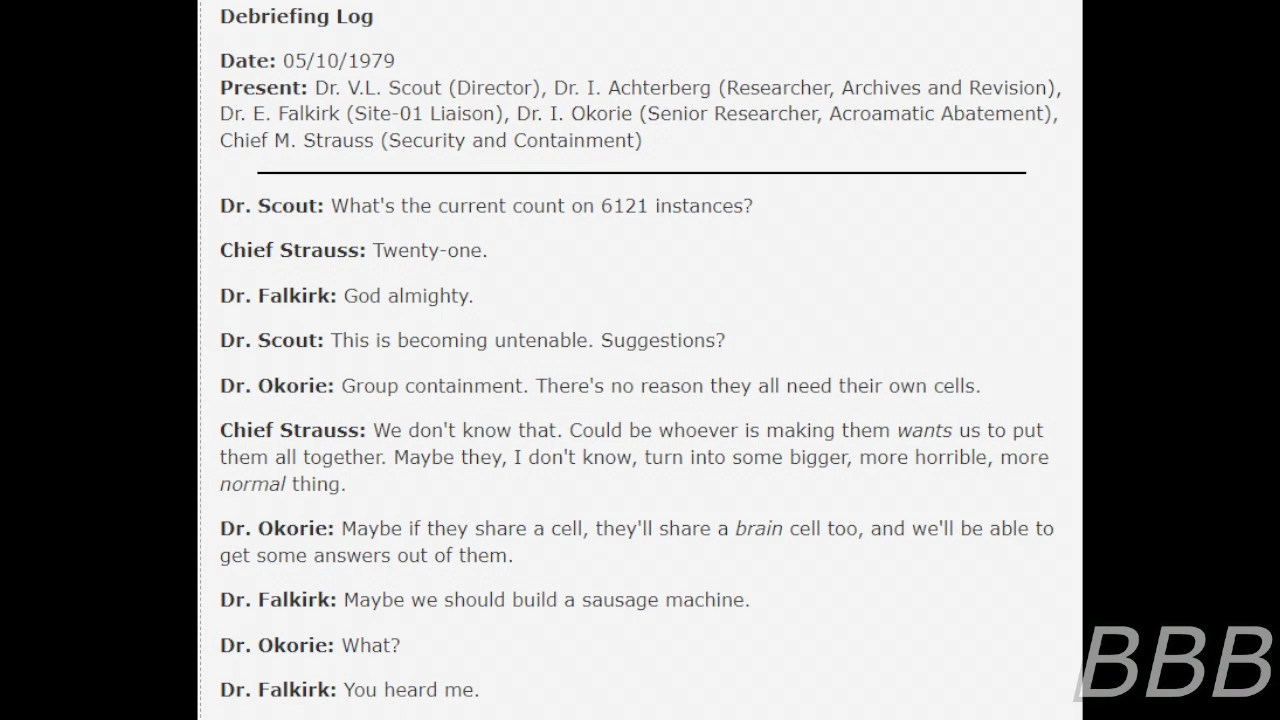 Debriefing Log
Date: 05/10/1979
Present: Dr. V.L. Scout (Director), Dr. I. Achterberg (Researcher, Archives and Revision),
Dr. E. Falkirk (Site-01 Liaison), Dr. I. Okorie (Senior Researcher, Acroamatic Abatement),
Chief M. Strauss (Security and Containment)
Dr. Scout: What's the current count on 6121 instances?
Chief Strauss: Twenty-one.
Dr. Falkirk: God almighty.
Dr. Scout: This is becoming untenable. Suggestions?
Dr. Okorie: Group containment. There's no reason they all need their own cells.
Chief Strauss: We don't know that. Could be whoever is making them wants us to put
them all together. Maybe they, I don't know, turn into some bigger, more horrible, more
normal thing.
Dr. Okorie: Maybe if they share a cell, they'll share a brain cell too, and we'll be able to
get some answers out of them.
Dr. Falkirk: Maybe we should build a sausage machine.
Dr. Okorie: What?
Dr. Falkirk: You heard me.
BBB